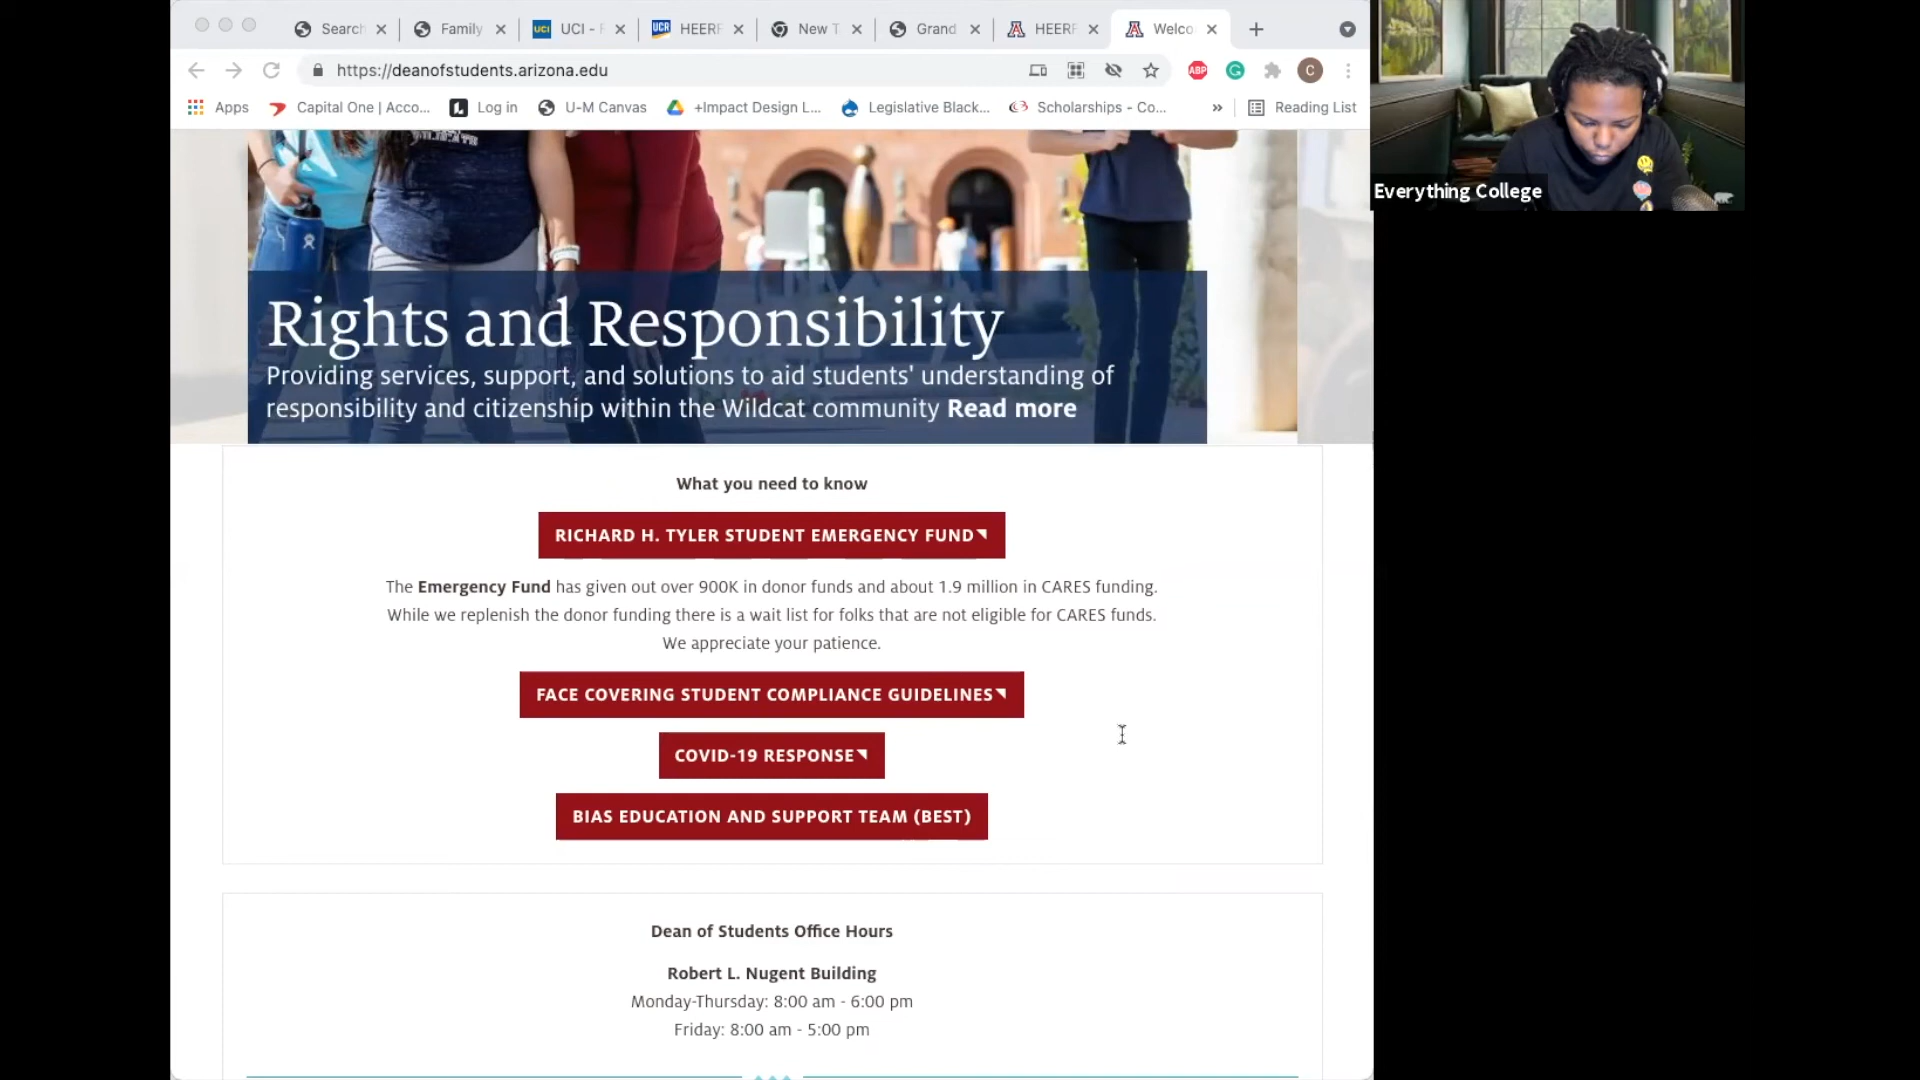 Search
Family
UCI
UCI -
UCR
HEERF
New T
Grand
HEERF
Welco
https://deanofstudents.arizona.edu
ABP
C
Apps
Capital One | Acco...
Log in
U-M Canvas
+Impact Design L...
Legislative Black...
Scholarships - Co...
»
Reading List
Everything College
Rights and Responsibility
Providing services, support, and solutions to aid students' understanding of
responsibility and citizenship within the Wildcat community Read more
What you need to know
RICHARD H. TYLER STUDENT EMERGENCY FUND
The Emergency Fund has given out over 900K in donor funds and about 1.9 million in CARES funding.
While we replenish the donor funding there is a wait list for folks that are not eligible for CARES funds.
We appreciate your patience.
FACE COVERING STUDENT COMPLIANCE GUIDELINES
COVID-19 RESPONSE
BIAS EDUCATION AND SUPPORT TEAM (BEST)
Dean of Students Office Hours
Robert L. Nugent Building
Monday-Thursday: 8:00 am - 6:00 pm
Friday: 8:00 am - 5:00 pm